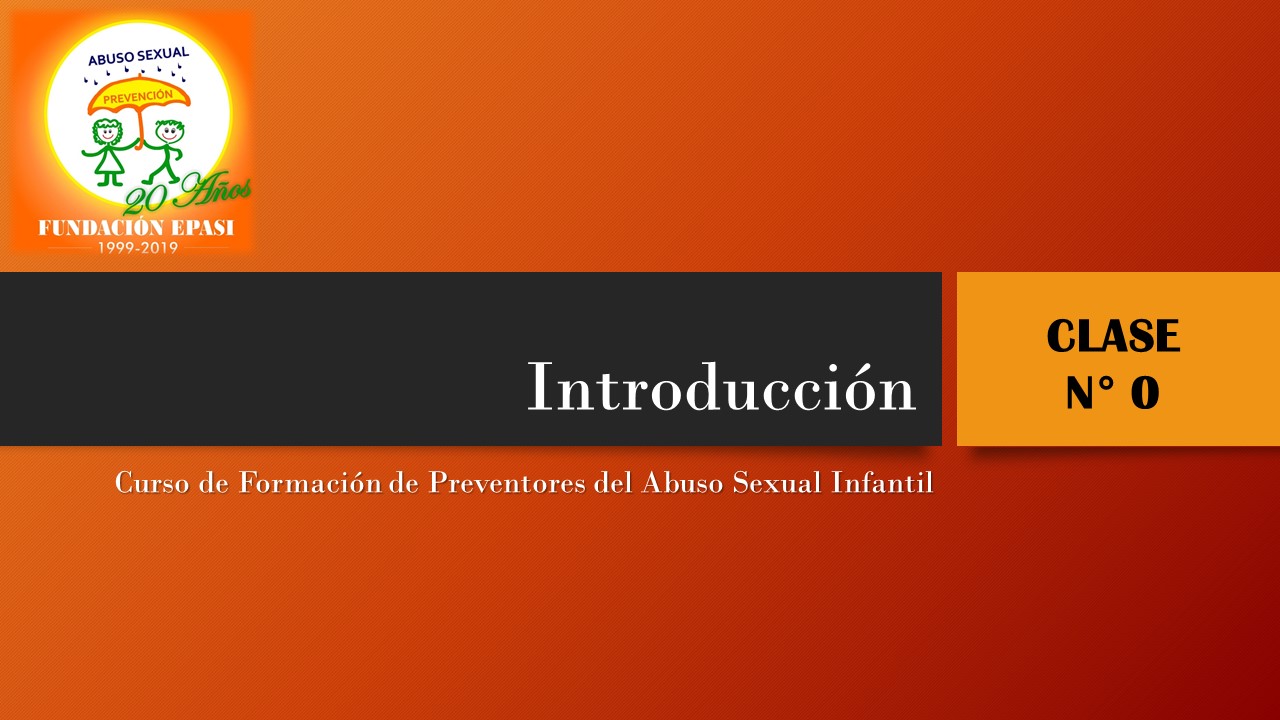 ABUSO SEXUAL
PREVENCIÓN
20 Años
FUNDACIÓN EPASI
1999-2019
Introducción
CLASE
N° 0
Curso de Formación de Preventores del Abuso Sexual Infantil